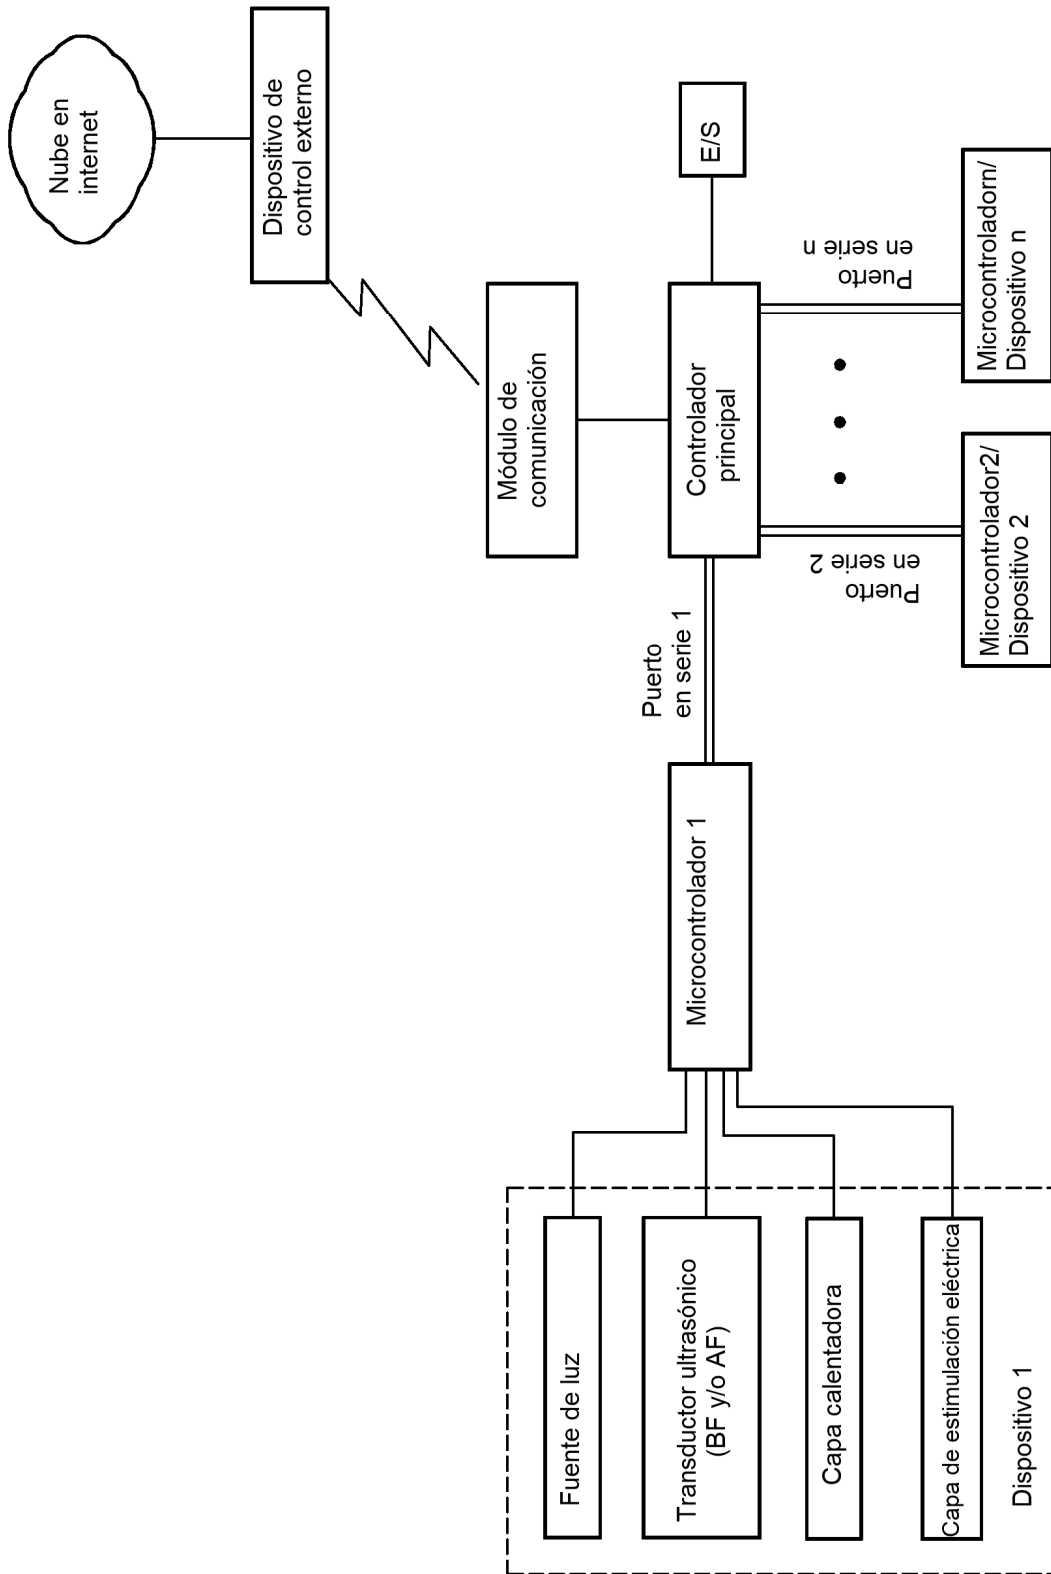 Nube en
internet
Dispositivo de
control externo
Módulo de
comunicación
E/S
Controlador
principal
Puerto
en serie 1
Puerto
en serie 2
Puerto
en serie n
Microcontrolador2/
Dispositivo 2
Microcontroladorn/
Dispositivo n
Microcontrolador 1
Fuente de luz
Transductor ultrasónico
(BF y/o AF)
Capa calentadora
Capa de estimulación eléctrica
Dispositivo 1